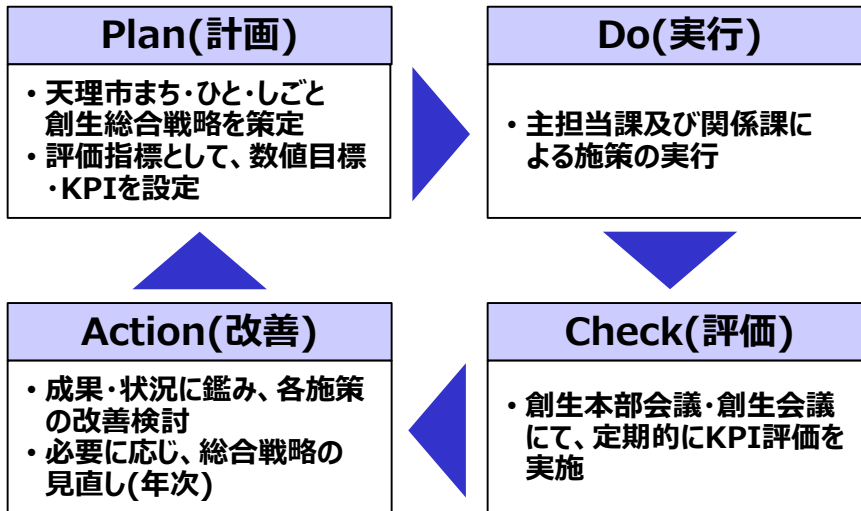 Plan(計画)
・天理市まち・ひと・しごと
創生総合戦略を策定
・評価指標として、数値目標
・KPIを設定
Do(実行)
・主担当課及び関係課に
よる施策の実行
Action(改善)
・成果・状況に鑑み、各施策
の改善検討
・必要に応じ、総合戦略の
見直し(年次)
Check(評価)
・創生本部会議・創生会議
にて、定期的にKPI評価を
実施